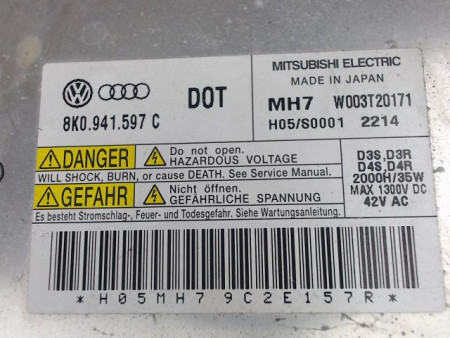 MITSUBISHI ELECTRIC
MADE IN JAPAN
8K0.941.597 C
DOT
MH7 W003T20171
H05/S0001 2214
DANGER
Do not open.
HAZARDOUS VOLTAGE
WILL SHOCK, BURN, or cause DEATH. See Service Manual.
GEFAHR
Nicht öffnen.
GEFÄHRLICHE SPANNUNG
Es besteht Stromschlag-, Feuer- und Todesgefahr. Siehe Wartungsanleitung.
D3S,D3R
D4S,D4R
2000H/35W
MAX 1300V DC
42V AC
*H05MH79C2E157R*